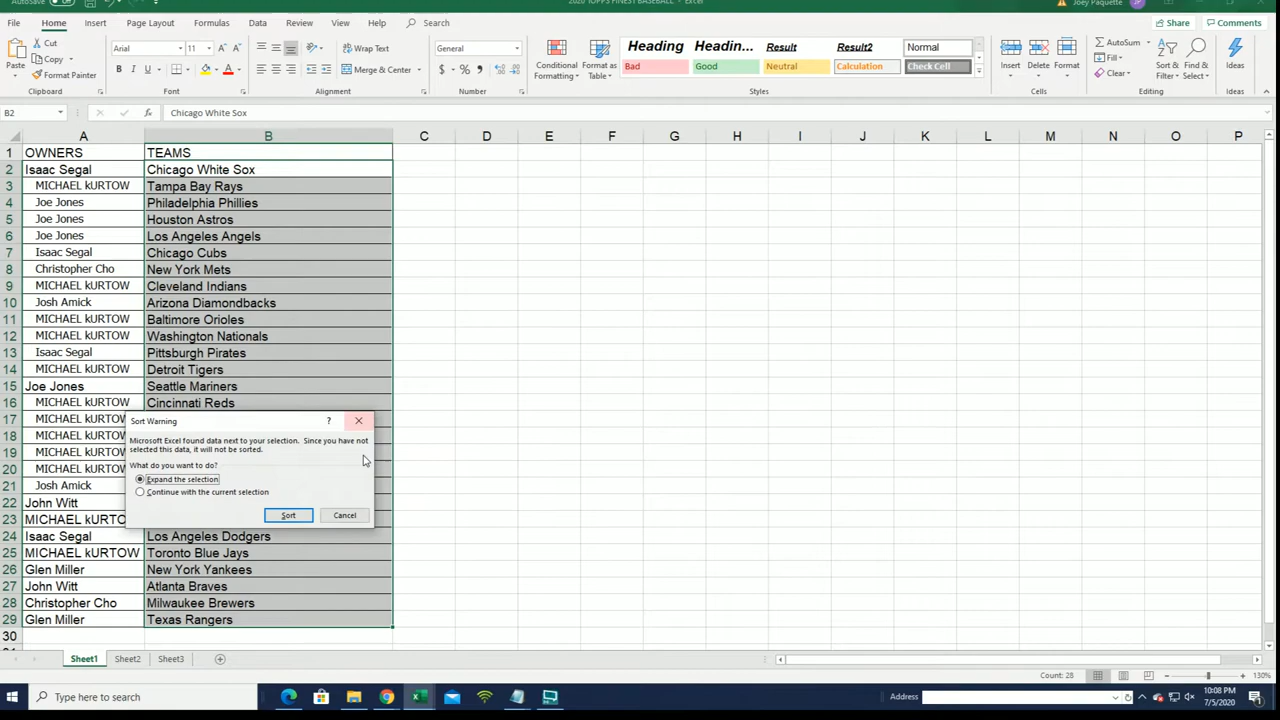 AutoSave
2020 TOPPS FINEST BASEBALL - Excel
Joey Paquette
JP
File Home Insert Page Layout Formulas Data Review View Help Search Share Comments
Cut
Copy
Format Painter
Paste
Clipboard
Arial 11
B I U
Font
Wrap Text
Merge & Center
Alignment
General
$ % ,
Number
Conditional Formatting
Format as Table
Heading Headin... Result Result2 Normal
Bad Good Neutral Calculation Check Cell
Styles
Insert Delete Format
Cells
AutoSum
Fill
Clear
Sort & Filter
Find & Select
Editing
Ideas
Ideas
B2 fx Chicago White Sox
A B C D E F G H I J K L M N O P
1 OWNERS TEAMS
2 Isaac Segal Chicago White Sox
3 MICHAEL kURTOW Tampa Bay Rays
4 Joe Jones Philadelphia Phillies
5 Joe Jones Houston Astros
6 Joe Jones Los Angeles Angels
7 Isaac Segal Chicago Cubs
8 Christopher Cho New York Mets
9 MICHAEL kURTOW Cleveland Indians
10 Josh Amick Arizona Diamondbacks
11 MICHAEL kURTOW Baltimore Orioles
12 MICHAEL kURTOW Washington Nationals
13 Isaac Segal Pittsburgh Pirates
14 MICHAEL kURTOW Detroit Tigers
15 Joe Jones Seattle Mariners
16 MICHAEL kURTOW Cincinnati Reds
17 MICHAEL kURTOW
18 MICHAEL kURTOW
19 MICHAEL kURTOW
20 MICHAEL kURTOW
21 Josh Amick
22 John Witt
23 MICHAEL kURTO
24 Isaac Segal Los Angeles Dodgers
25 MICHAEL kURTOW Toronto Blue Jays
26 Glen Miller New York Yankees
27 John Witt Atlanta Braves
28 Christopher Cho Milwaukee Brewers
29 Glen Miller Texas Rangers
30
Sort Warning ?
Microsoft Excel found data next to your selection. Since you have not
selected this data, it will not be sorted.
What do you want to do?
Expand the selection
Continue with the current selection
Sort Cancel
Sheet1 Sheet2 Sheet3
Count: 28 130%
Type here to search
Address
10:08 PM
7/5/2020